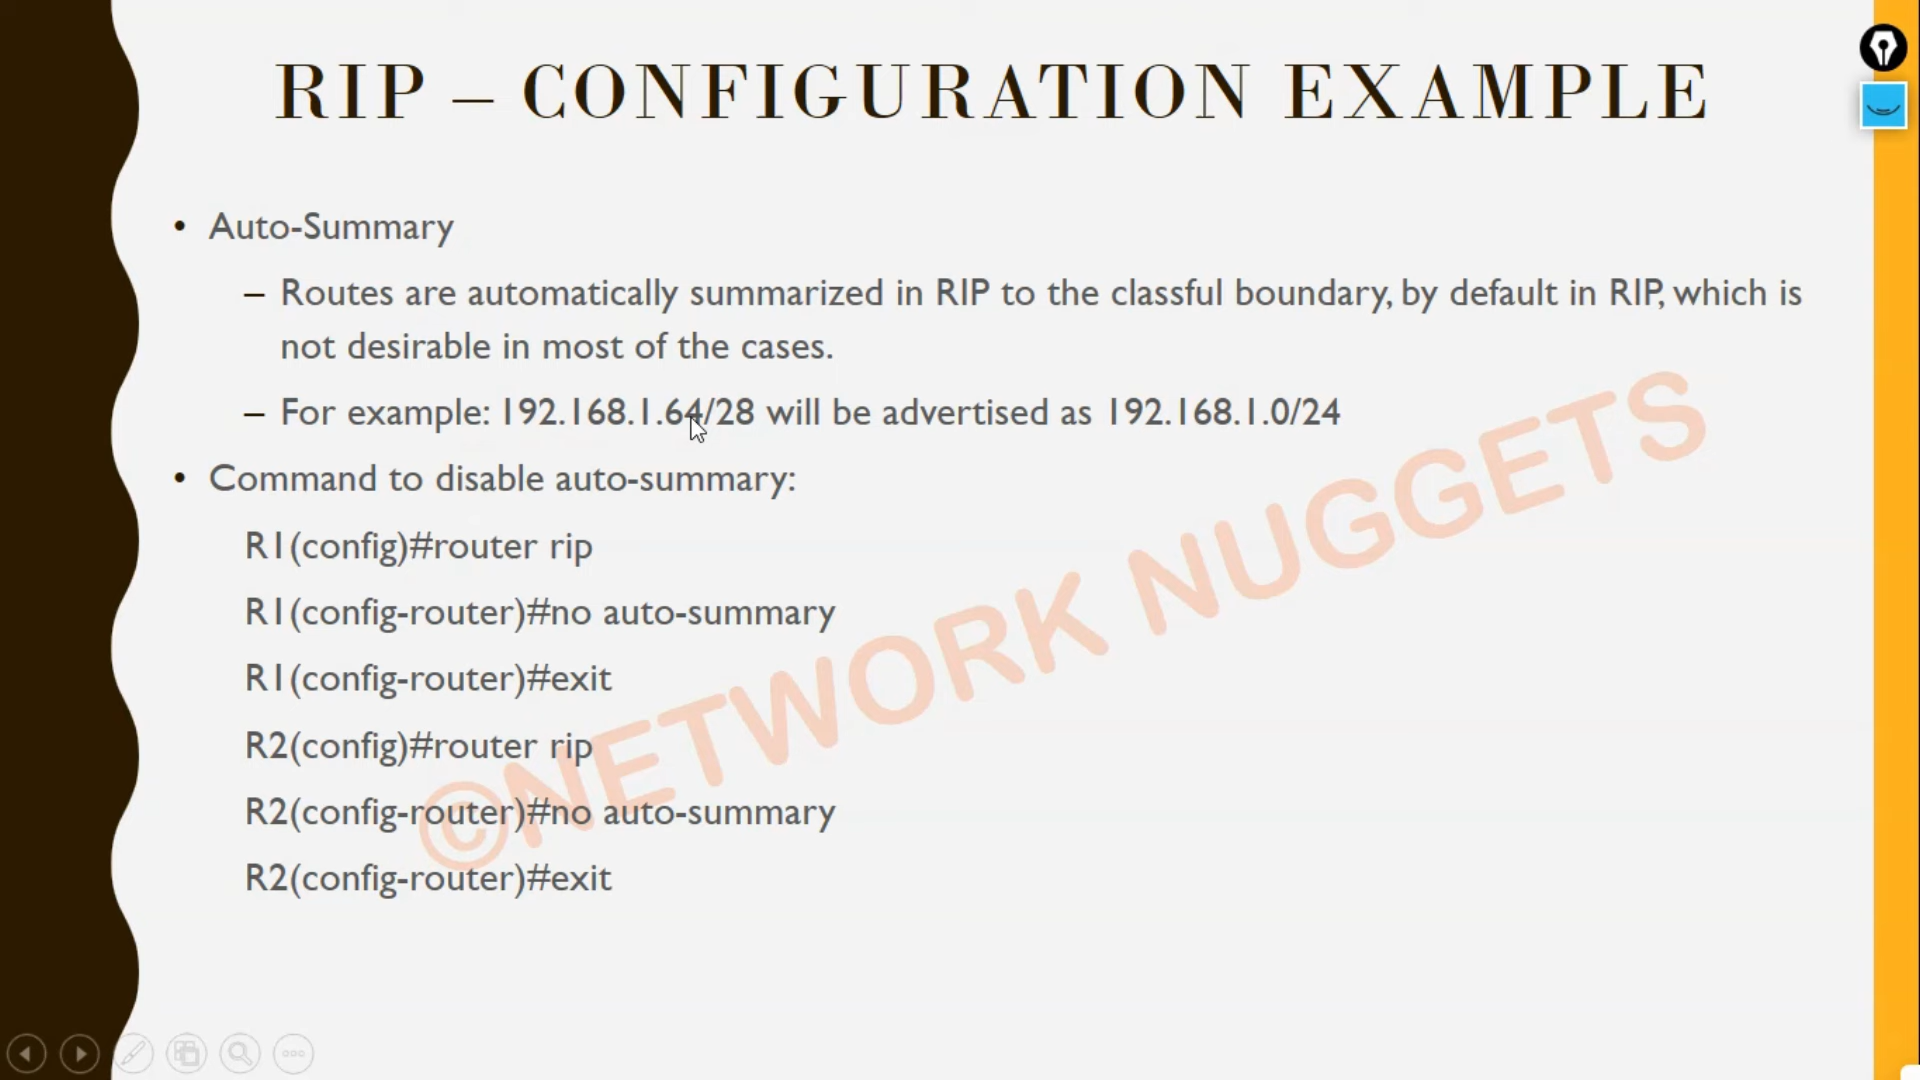 RIP – CONFIGURATION EXAMPLE
• Auto-Summary
– Routes are automatically summarized in RIP to the classful boundary, by default in RIP, which is
not desirable in most of the cases.
– For example: 192.168.1.64/28 will be advertised as 192.168.1.0/24
• Command to disable auto-summary:
R1(config)#router rip
R1(config-router)#no auto-summary
R1(config-router)#exit
R2(config)#router rip
R2(config-router)#no auto-summary
R2(config-router)#exit
©NETWORK NUGGETS